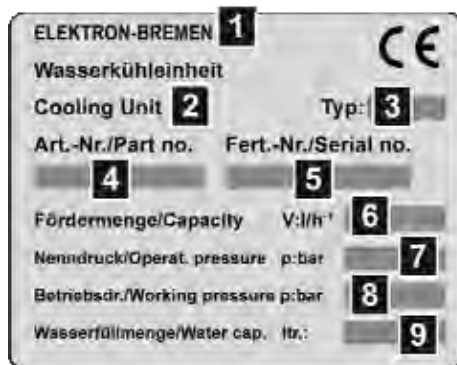 ELEKTRON-BREMEN 1 CE
Wasserkühleinheit
Cooling Unit 2 Typ: 3
Art.-Nr./Part no. Fert.-Nr./Serial no.
4 5
Fördermenge/Capacity V:l/h⁻¹ 6
Nenndruck/Operat. pressure p:bar 7
Betriebsdr./Working pressure p:bar 8
Wasserfüllmenge/Water cap. ltr.: 9